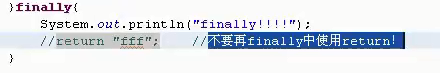 }finally{
System.out.println("finally!!!!");
//return "fff"; //不要再finally中使用return!
}